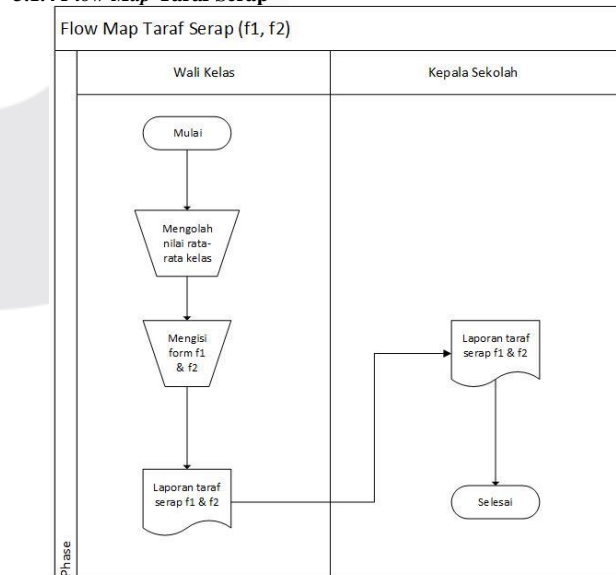 Flow Map Taraf Serap
Flow Map Taraf Serap (f1, f2)
Wali Kelas
Kepala Sekolah
Mulai
Mengolah
nilai rata-
rata kelas
Mengisi
form f1
& f2
Laporan taraf
serap f1 & f2
Laporan taraf
serap f1 & f2
Selesai
Phase